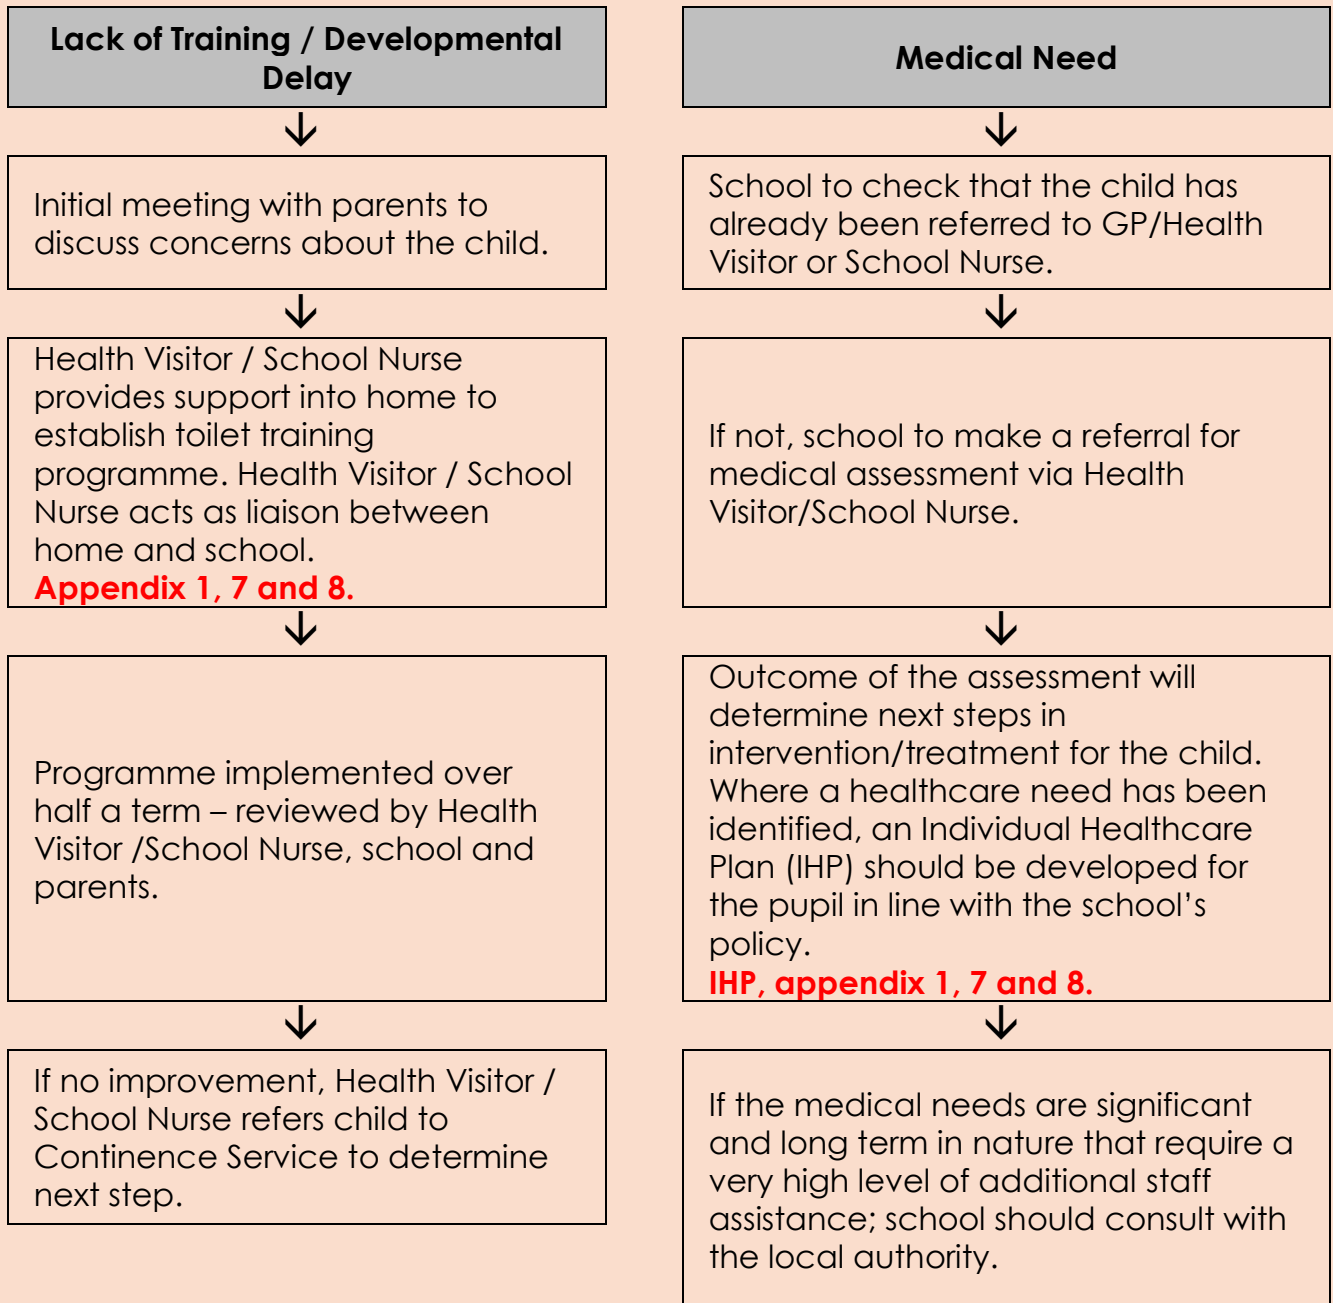 Lack of Training / Developmental
Delay
↓
Initial meeting with parents to
discuss concerns about the child.
↓
Health Visitor / School Nurse
provides support into home to
establish toilet training
programme. Health Visitor / School
Nurse acts as liaison between
home and school.
Appendix 1, 7 and 8.
↓
Programme implemented over
half a term – reviewed by Health
Visitor /School Nurse, school and
parents.
↓
If no improvement, Health Visitor /
School Nurse refers child to
Continence Service to determine
next step.
Medical Need
↓
School to check that the child has
already been referred to GP/Health
Visitor or School Nurse.
↓
If not, school to make a referral for
medical assessment via Health
Visitor/School Nurse.
↓
Outcome of the assessment will
determine next steps in
intervention/treatment for the child.
Where a healthcare need has been
identified, an Individual Healthcare
Plan (IHP) should be developed for
the pupil in line with the school’s
policy.
IHP, appendix 1, 7 and 8.
↓
If the medical needs are significant
and long term in nature that require a
very high level of additional staff
assistance; school should consult with
the local authority.